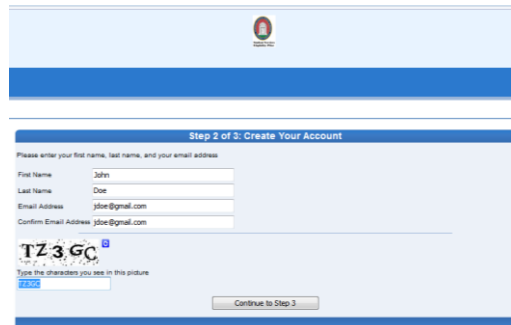 Step 2 of 3: Create Your Account
Please enter your first name, last name, and your email address
First Name John
Last Name Doe
Email Address jdoe@gmail.com
Confirm Email Address jdoe@gmail.com
TZ3GC
Type the characters you see in this picture
TZ3GC
Continue to Step 3